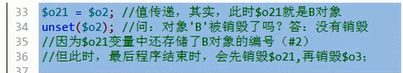 33 $o21 = $o2; //值传递，其实，此时$o21就是B对象
34 unset($o2); //问：对象'B'被销毁了吗？答：没有销毁
35 //因为$o21变量中还存储了B对象的编号（#2）
36 //但此时，最后程序结束时，会先销毁$o21,再销毁$o3;